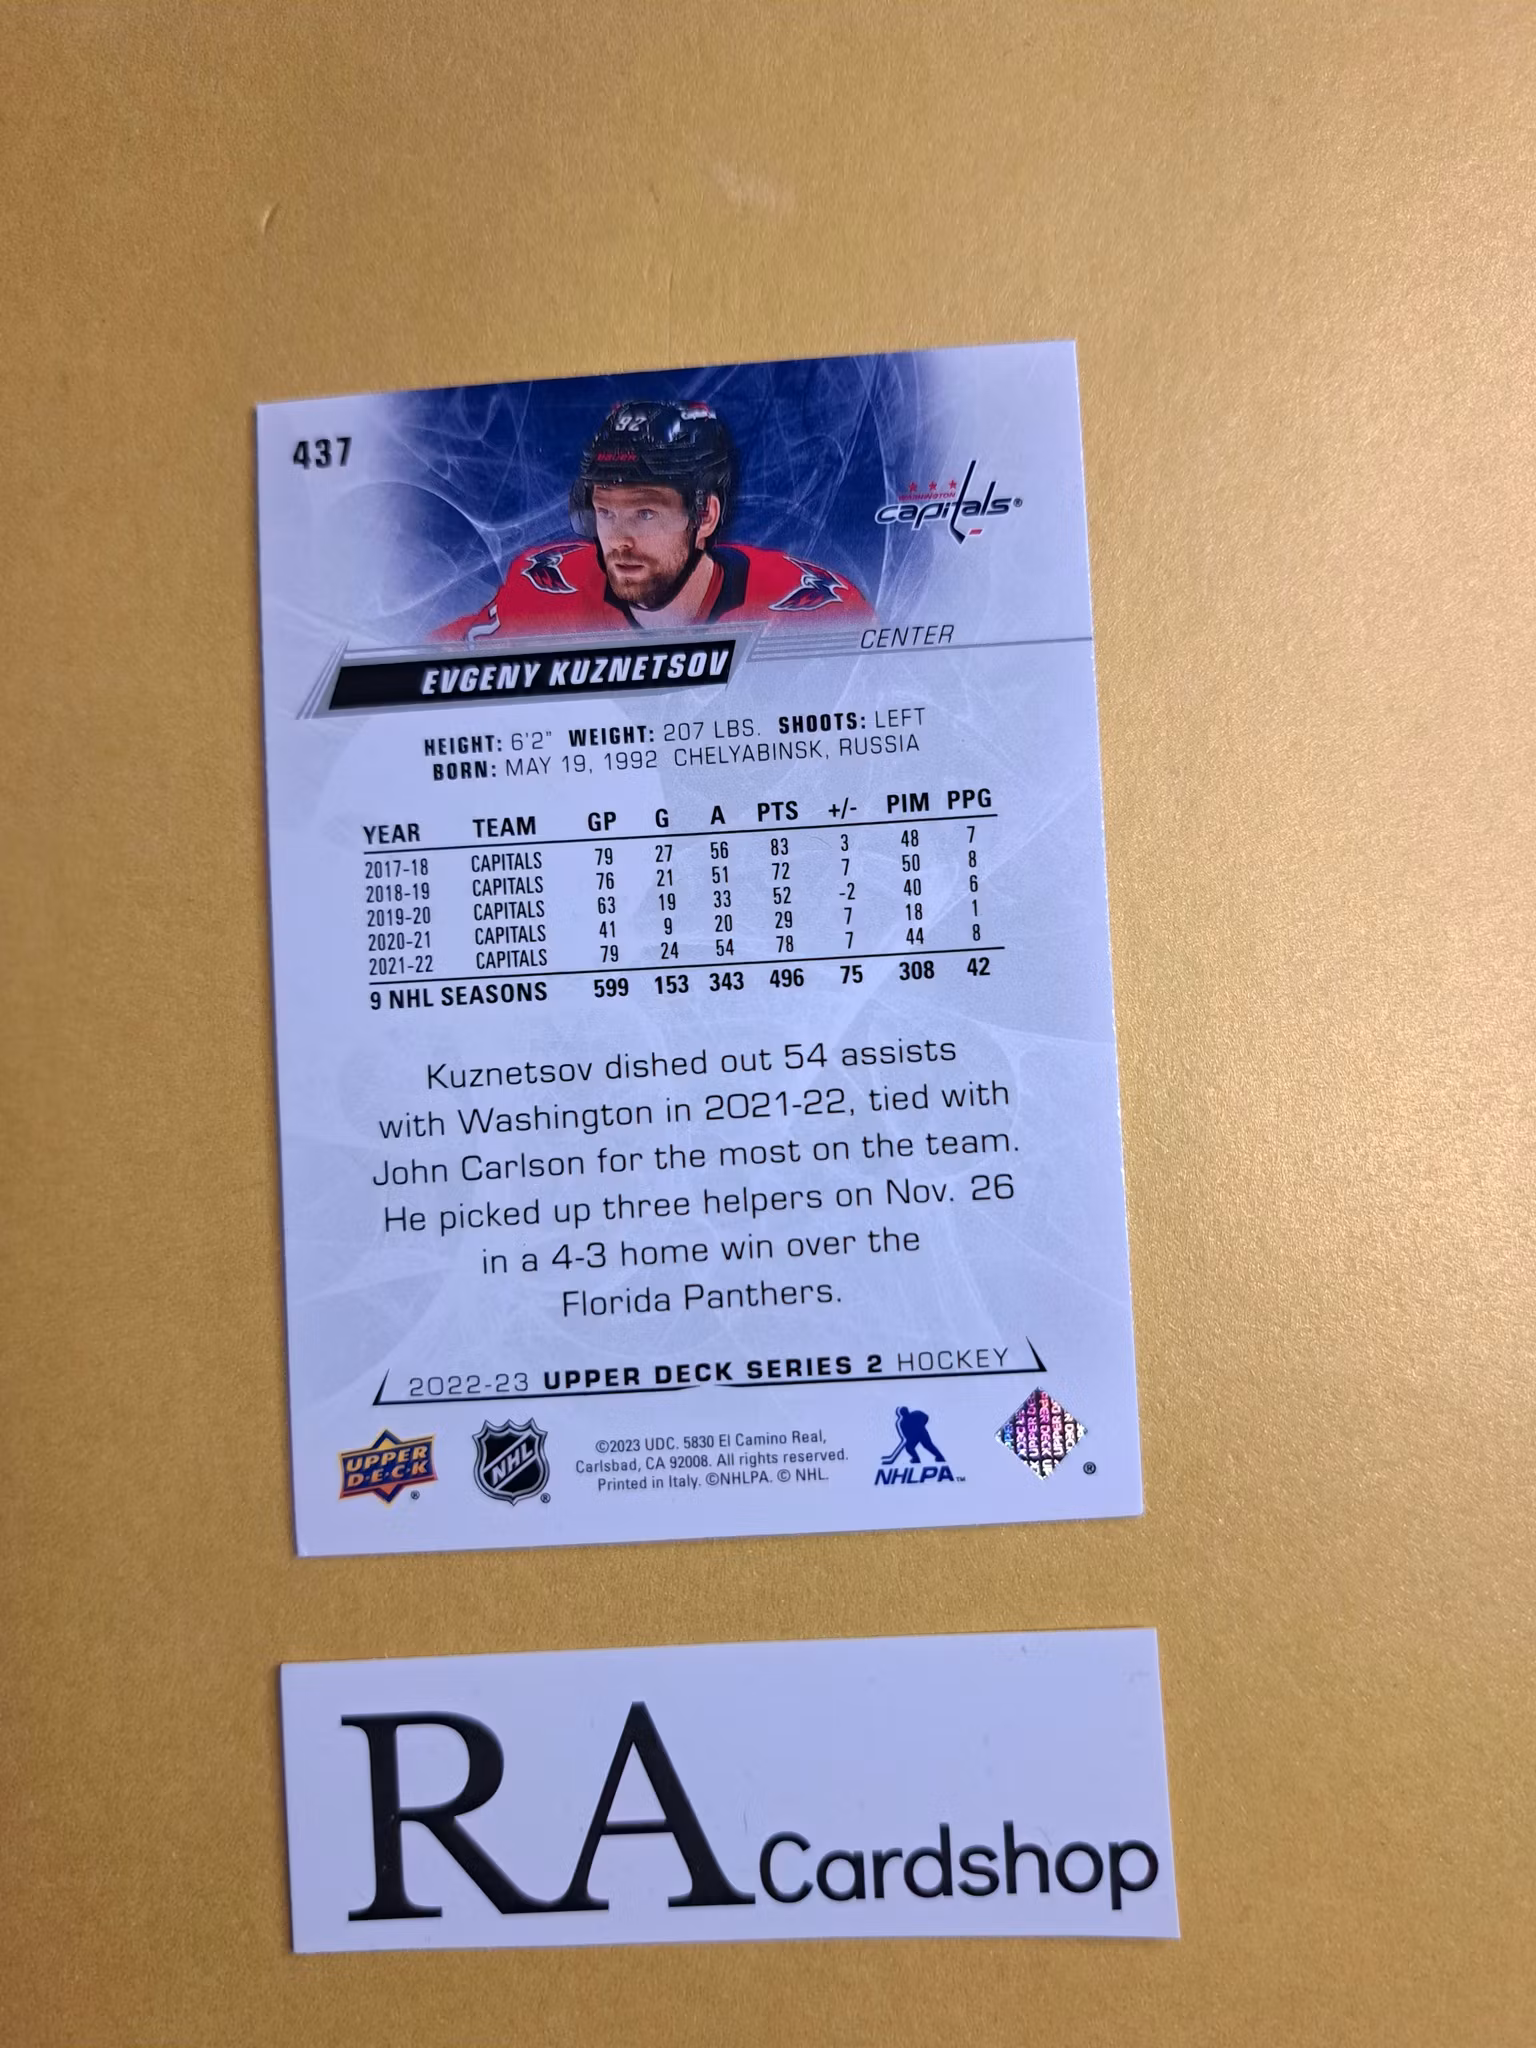 437
92
BAUER
WASHINGTON
capitals®
CENTER
EVGENY KUZNETSOV
HEIGHT: 6'2" WEIGHT: 207 LBS. SHOOTS: LEFT
BORN: MAY 19, 1992 CHELYABINSK, RUSSIA
YEAR TEAM GP G A PTS +/- PIM PPG
2017-18 CAPITALS 79 27 56 83 3 48 7
2018-19 CAPITALS 76 21 51 72 7 50 8
2019-20 CAPITALS 63 19 33 52 -2 40 6
2020-21 CAPITALS 41 9 20 29 7 18 1
2021-22 CAPITALS 79 24 54 78 7 44 8
9 NHL SEASONS 599 153 343 496 75 308 42
Kuznetsov dished out 54 assists
with Washington in 2021-22, tied with
John Carlson for the most on the team.
He picked up three helpers on Nov. 26
in a 4-3 home win over the
Florida Panthers.
2022-23 UPPER DECK SERIES 2 HOCKEY
UPPER
D·E·C·K
®
NHL
®
©2023 UDC. 5830 El Camino Real,
Carlsbad, CA 92008. All rights reserved.
Printed in Italy. ©NHLPA. © NHL.
NHLPA™
UPPER DECK
®
RA Cardshop